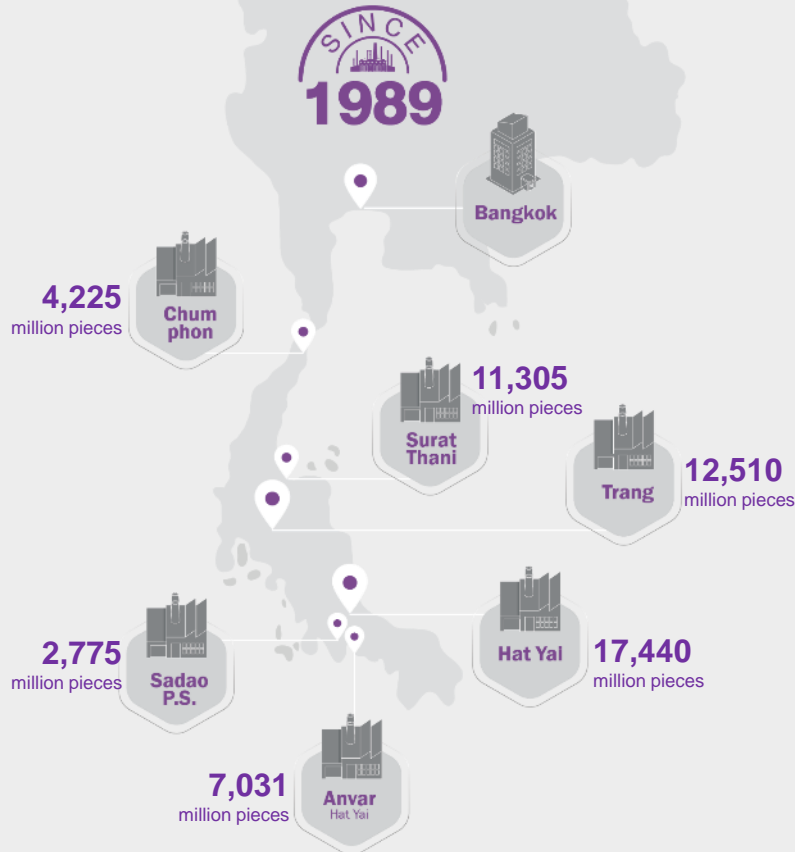 SINCE
1989
Bangkok
4,225
million pieces
Chum
phon
11,305
million pieces
Surat
Thani
12,510
million pieces
Trang
2,775
million pieces
Sadao
P.S.
Hat Yai
17,440
million pieces
7,031
million pieces
Anvar
Hat Yai